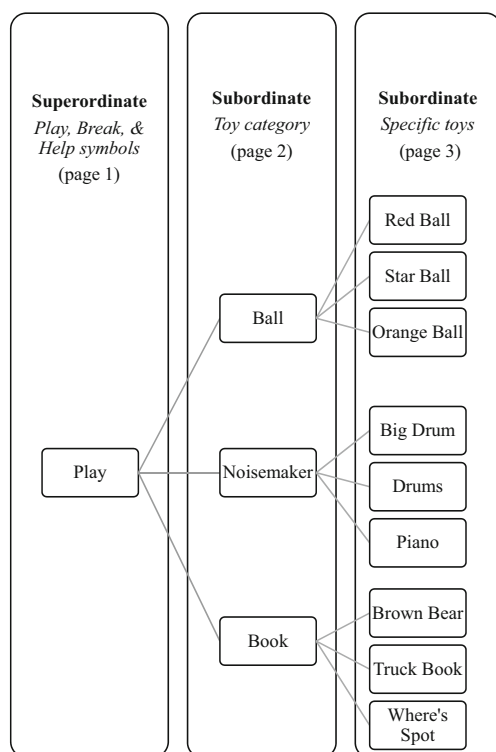 Superordinate
Play, Break, &
Help symbols
(page 1)
Subordinate
Toy category
(page 2)
Subordinate
Specific toys
(page 3)
Play
Ball
Noisemaker
Book
Red Ball
Star Ball
Orange Ball
Big Drum
Drums
Piano
Brown Bear
Truck Book
Where's
Spot